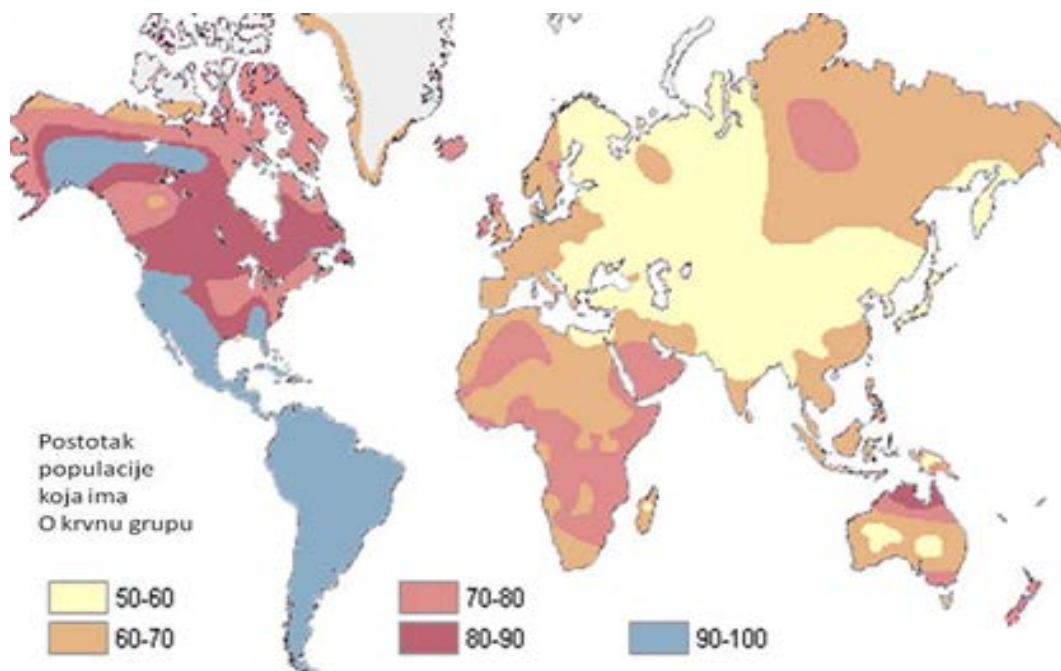 Postotak
populacije
koja ima
O krvnu grupu
50-60
70-80
60-70
80-90
90-100